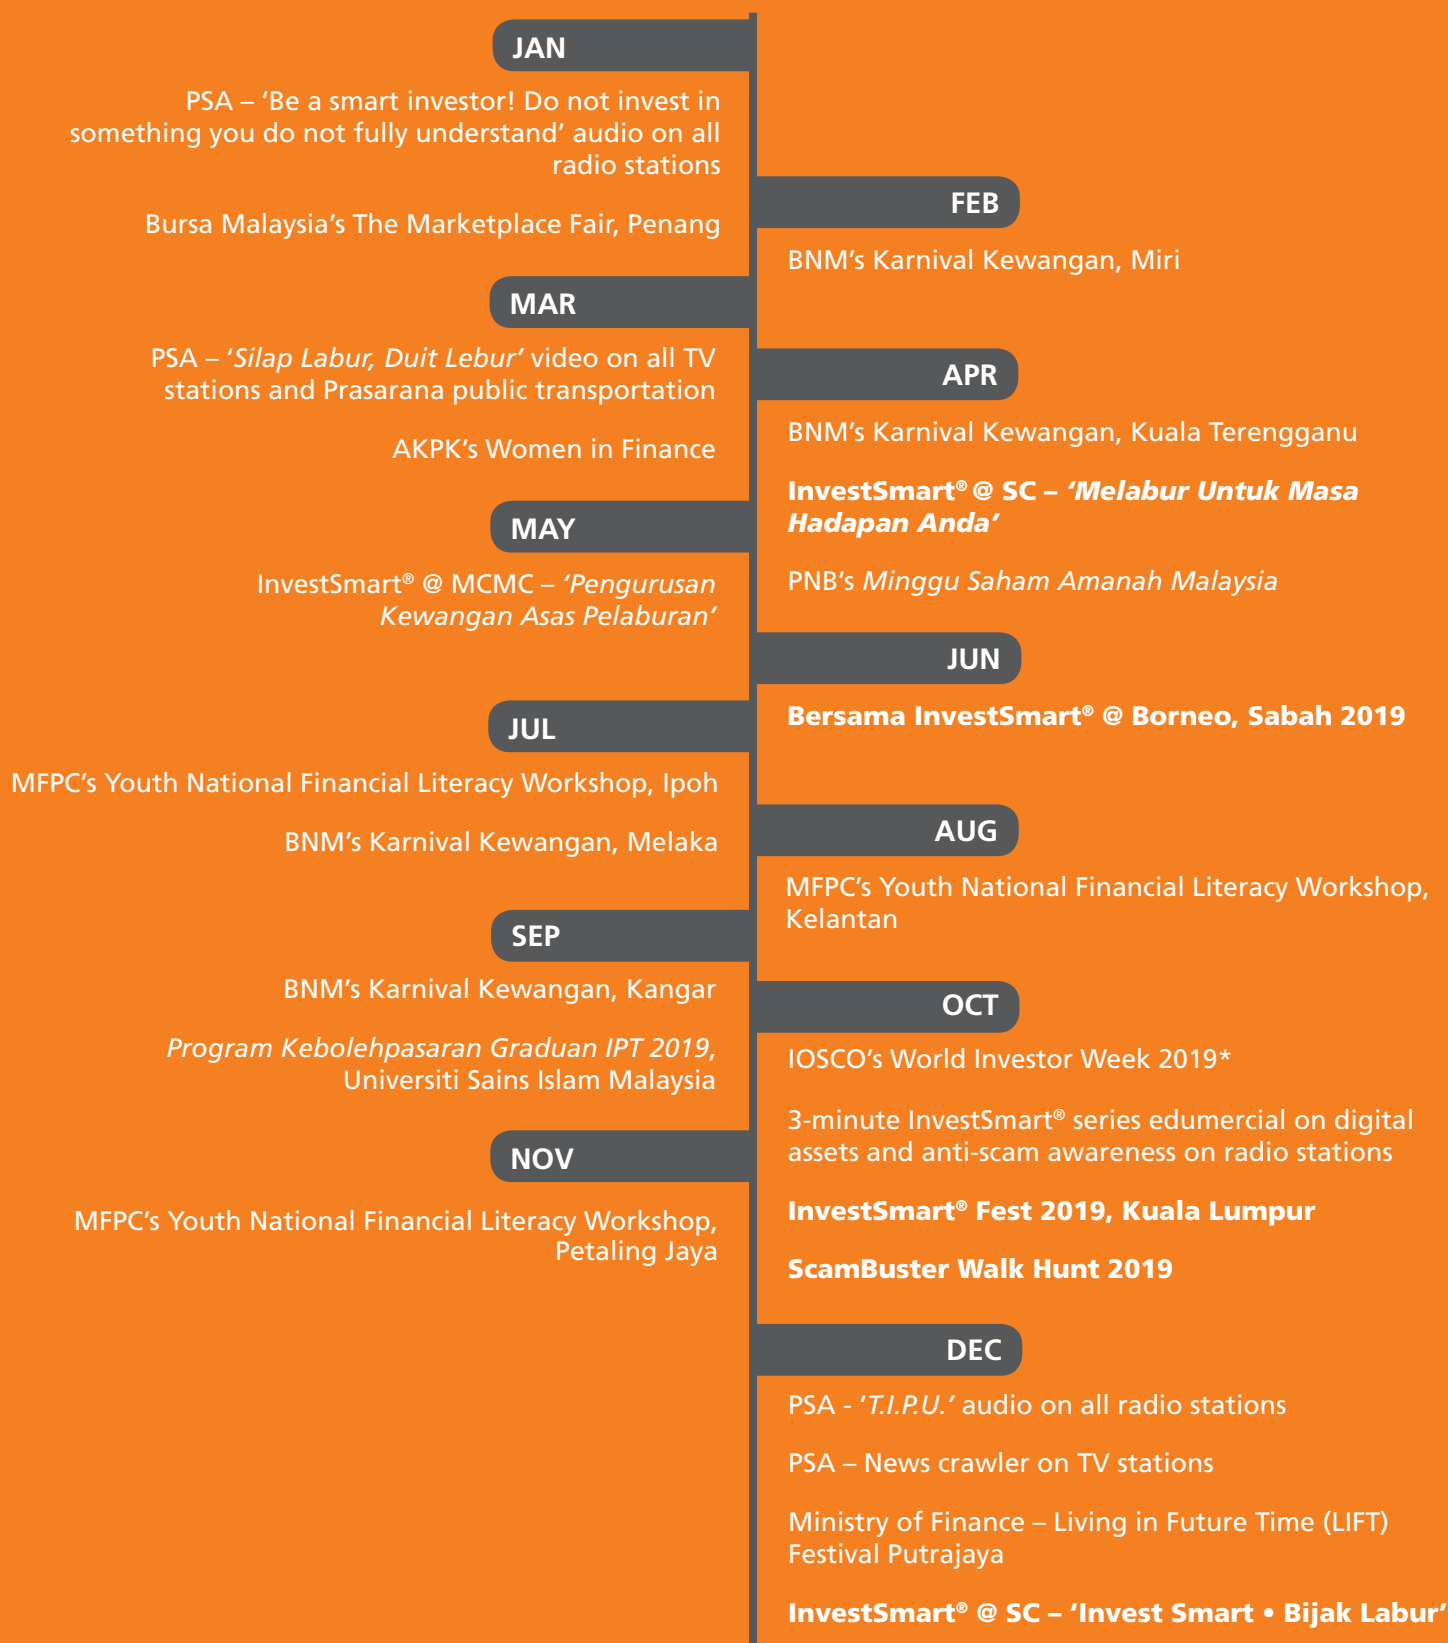 JAN
PSA – ‘Be a smart investor! Do not invest in
something you do not fully understand’ audio on all
radio stations
Bursa Malaysia’s The Marketplace Fair, Penang
FEB
BNM’s Karnival Kewangan, Miri
MAR
PSA – ‘Silap Labur, Duit Lebur’ video on all TV
stations and Prasarana public transportation
AKPK’s Women in Finance
APR
BNM’s Karnival Kewangan, Kuala Terengganu
InvestSmart® @ SC – ‘Melabur Untuk Masa
Hadapan Anda’
PNB’s Minggu Saham Amanah Malaysia
MAY
InvestSmart® @ MCMC – ‘Pengurusan
Kewangan Asas Pelaburan’
JUN
Bersama InvestSmart® @ Borneo, Sabah 2019
JUL
MFPC’s Youth National Financial Literacy Workshop, Ipoh
BNM’s Karnival Kewangan, Melaka
AUG
MFPC’s Youth National Financial Literacy Workshop,
Kelantan
SEP
BNM’s Karnival Kewangan, Kangar
Program Kebolehpasaran Graduan IPT 2019,
Universiti Sains Islam Malaysia
OCT
IOSCO’s World Investor Week 2019*
3-minute InvestSmart® series edumercial on digital
assets and anti-scam awareness on radio stations
InvestSmart® Fest 2019, Kuala Lumpur
ScamBuster Walk Hunt 2019
NOV
MFPC’s Youth National Financial Literacy Workshop,
Petaling Jaya
DEC
PSA - ‘T.I.P.U.’ audio on all radio stations
PSA – News crawler on TV stations
Ministry of Finance – Living in Future Time (LIFT)
Festival Putrajaya
InvestSmart® @ SC – ‘Invest Smart • Bijak Labur’